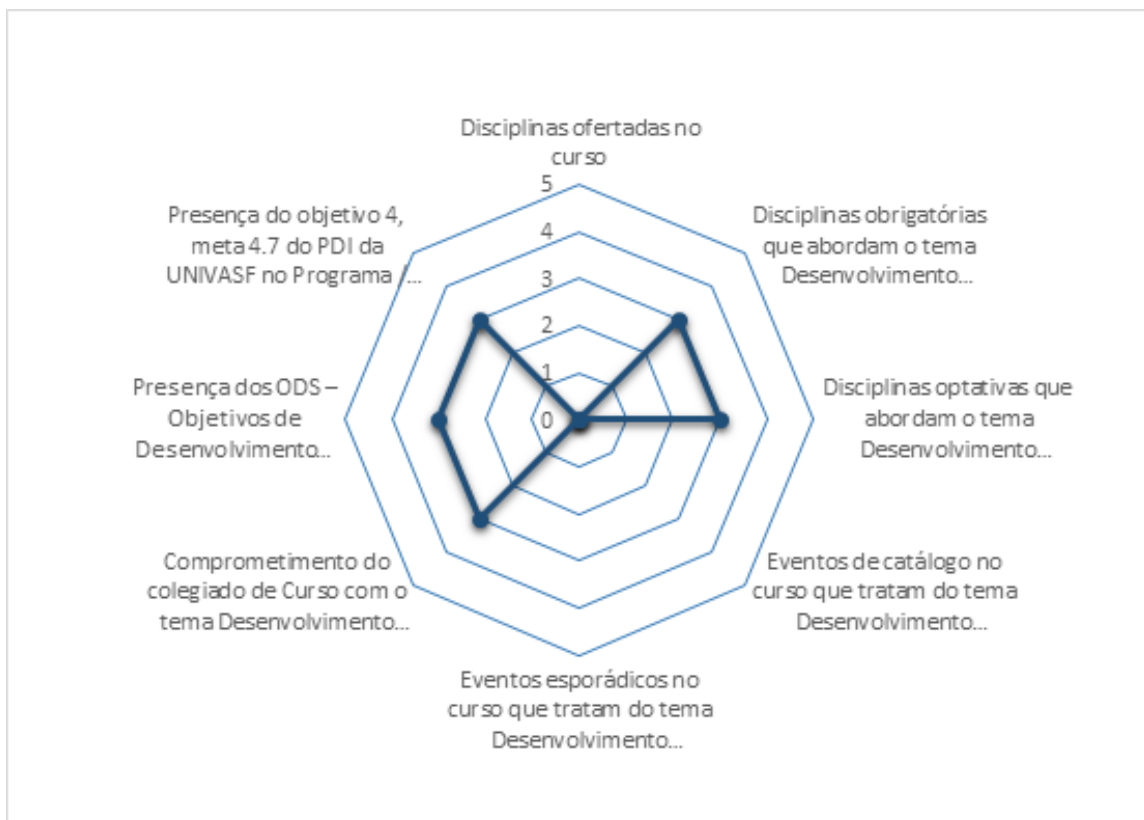 Disciplinas ofertadas no
curso
5
4
3
2
1
0
Disciplinas obrigatórias
que abordam o tema
Desenvolvimento...
Disciplinas optativas que
abordam o tema
Desenvolvimento...
Eventos de catálogo no
curso que tratam do tema
Desenvolvimento...
Eventos esporádicos no
curso que tratam do tema
Desenvolvimento...
Comprometimento do
colegiado de Curso com o
tema Desenvolvimento...
Presença dos ODS –
Objetivos de
Desenvolvimento...
Presença do objetivo 4,
meta 4.7 do PDI da
UNIVASF no Programa /...